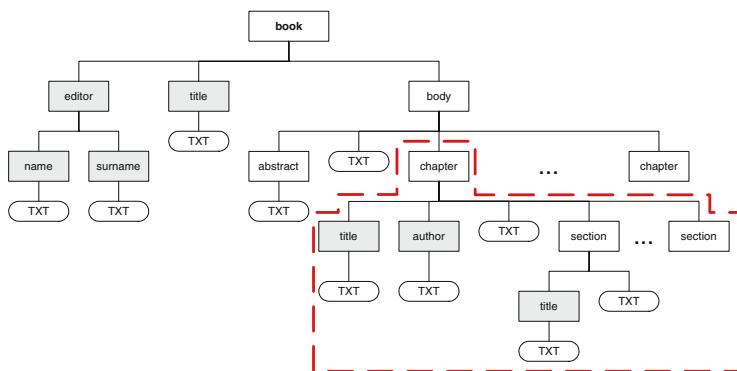 book
editor
title
body
TXT
name
surname
abstract
TXT
chapter
...
chapter
TXT
TXT
TXT
title
author
TXT
section
...
section
TXT
TXT
title
TXT
TXT